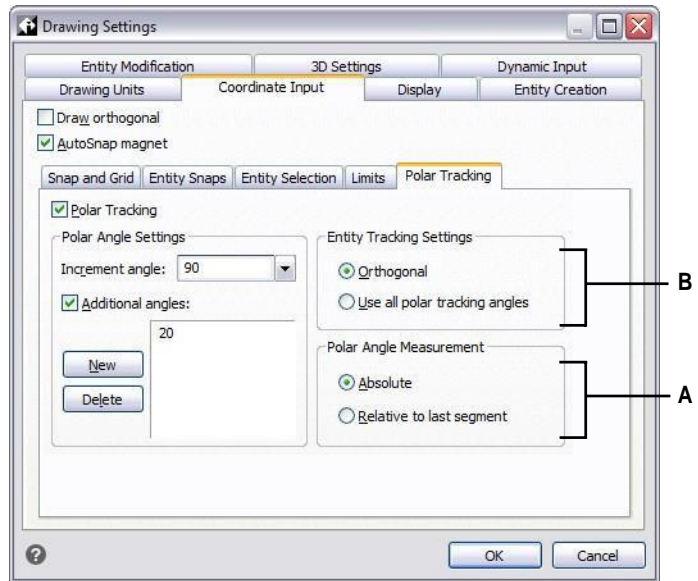 Drawing Settings
Entity Modification
3D Settings
Dynamic Input
Drawing Units
Coordinate Input
Display
Entity Creation
Draw orthogonal
AutoSnap magnet
Snap and Grid
Entity Snaps
Entity Selection
Limits
Polar Tracking
Polar Tracking
Polar Angle Settings
Increment angle: 90
Additional angles:
20
New
Delete
Entity Tracking Settings
Orthogonal
Use all polar tracking angles
B
Polar Angle Measurement
Absolute
Relative to last segment
A
?
OK
Cancel